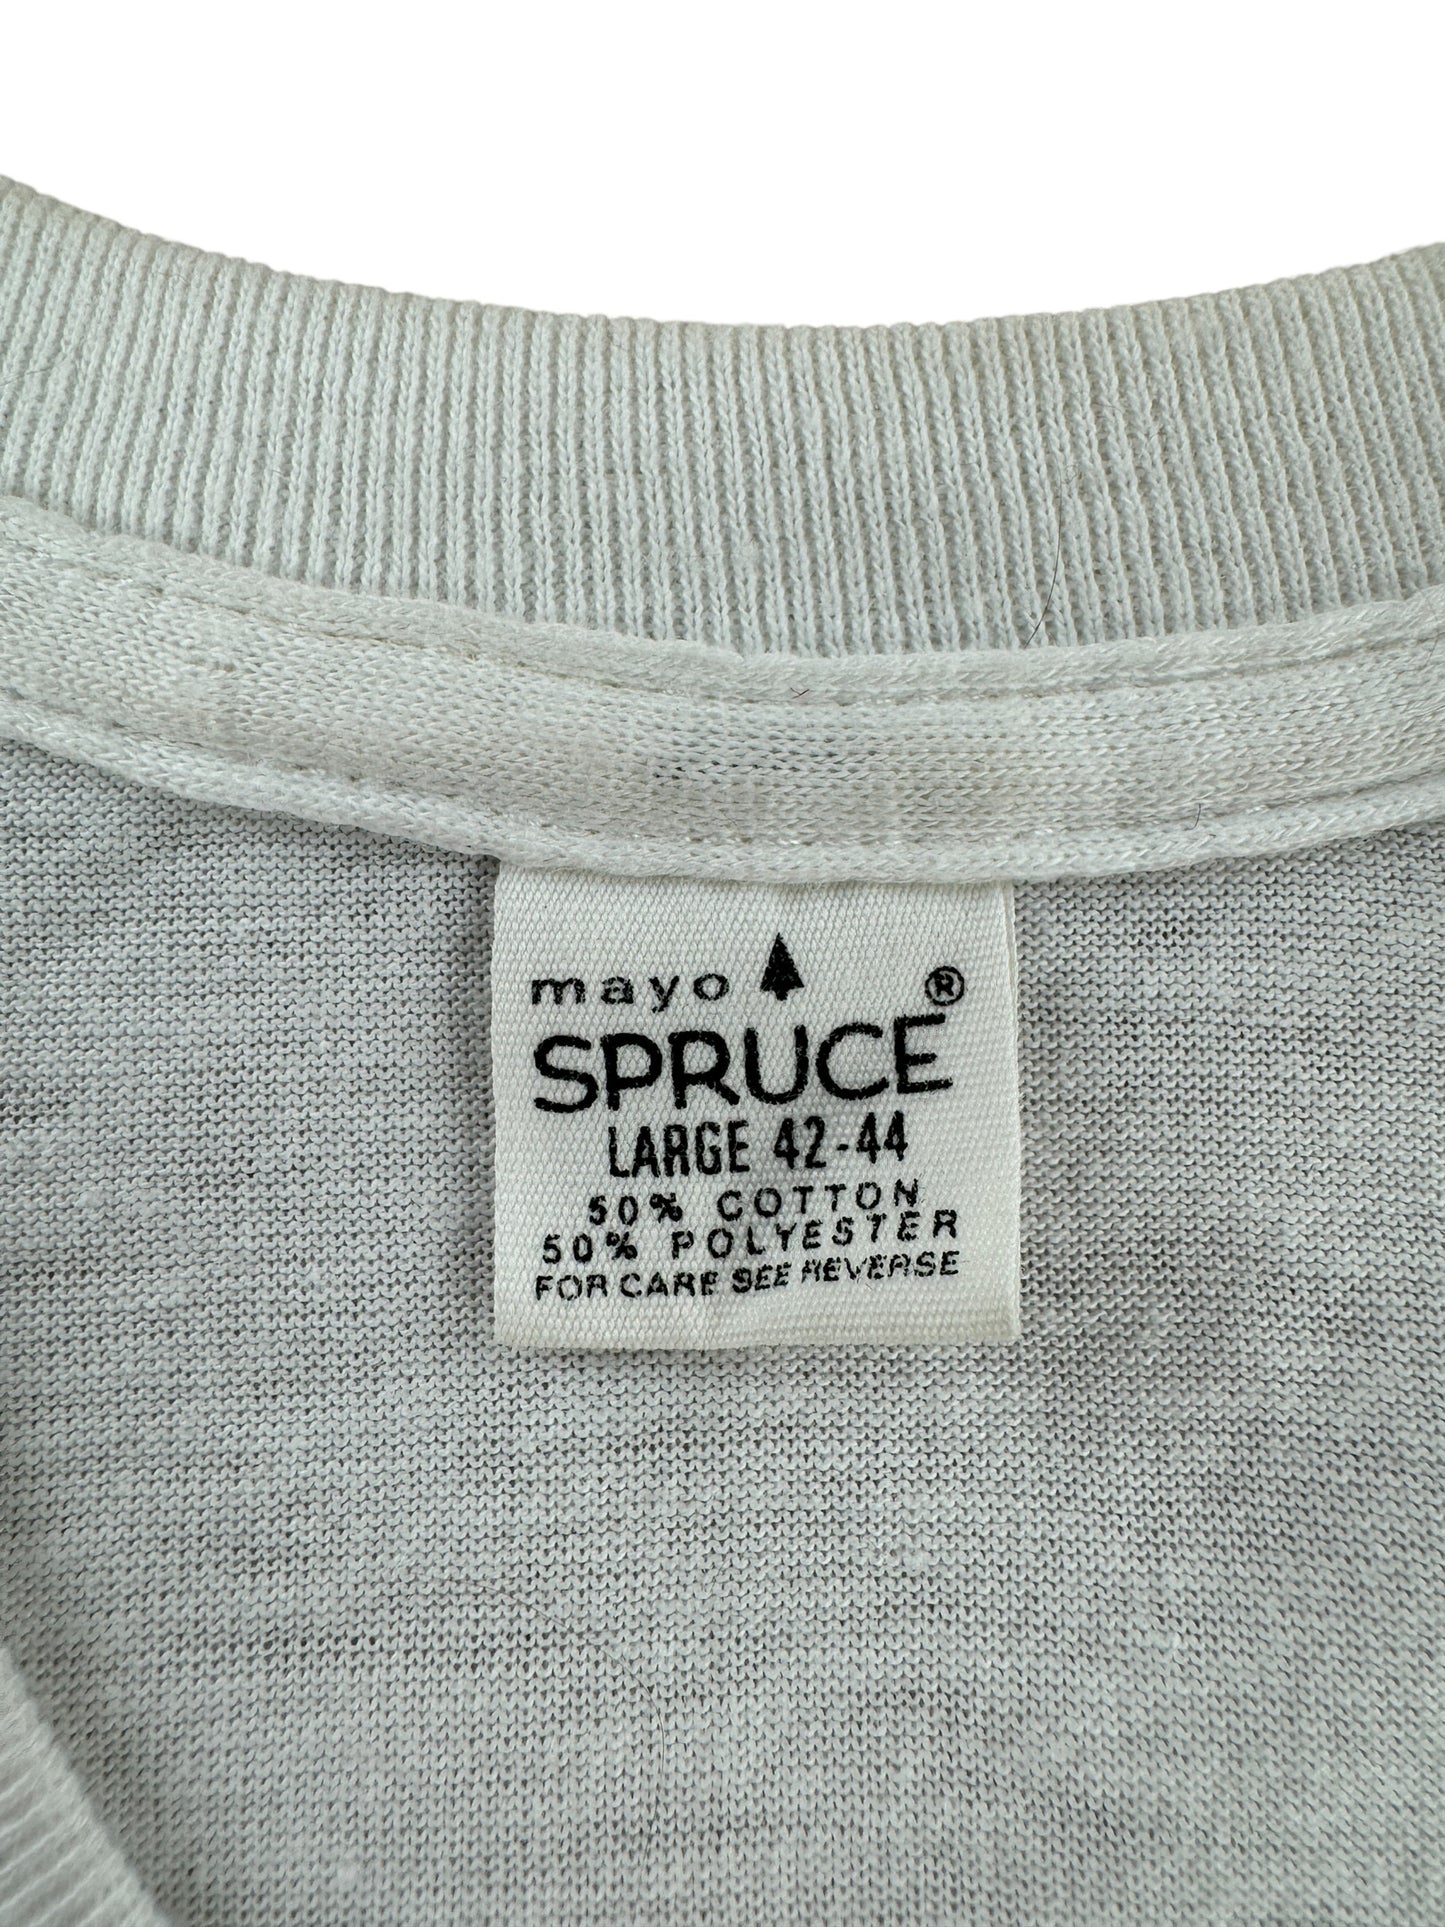 mayo
SPRUCE ®
LARGE 42-44
50% COTTON
50% POLYESTER
FOR CARE SEE REVERSE